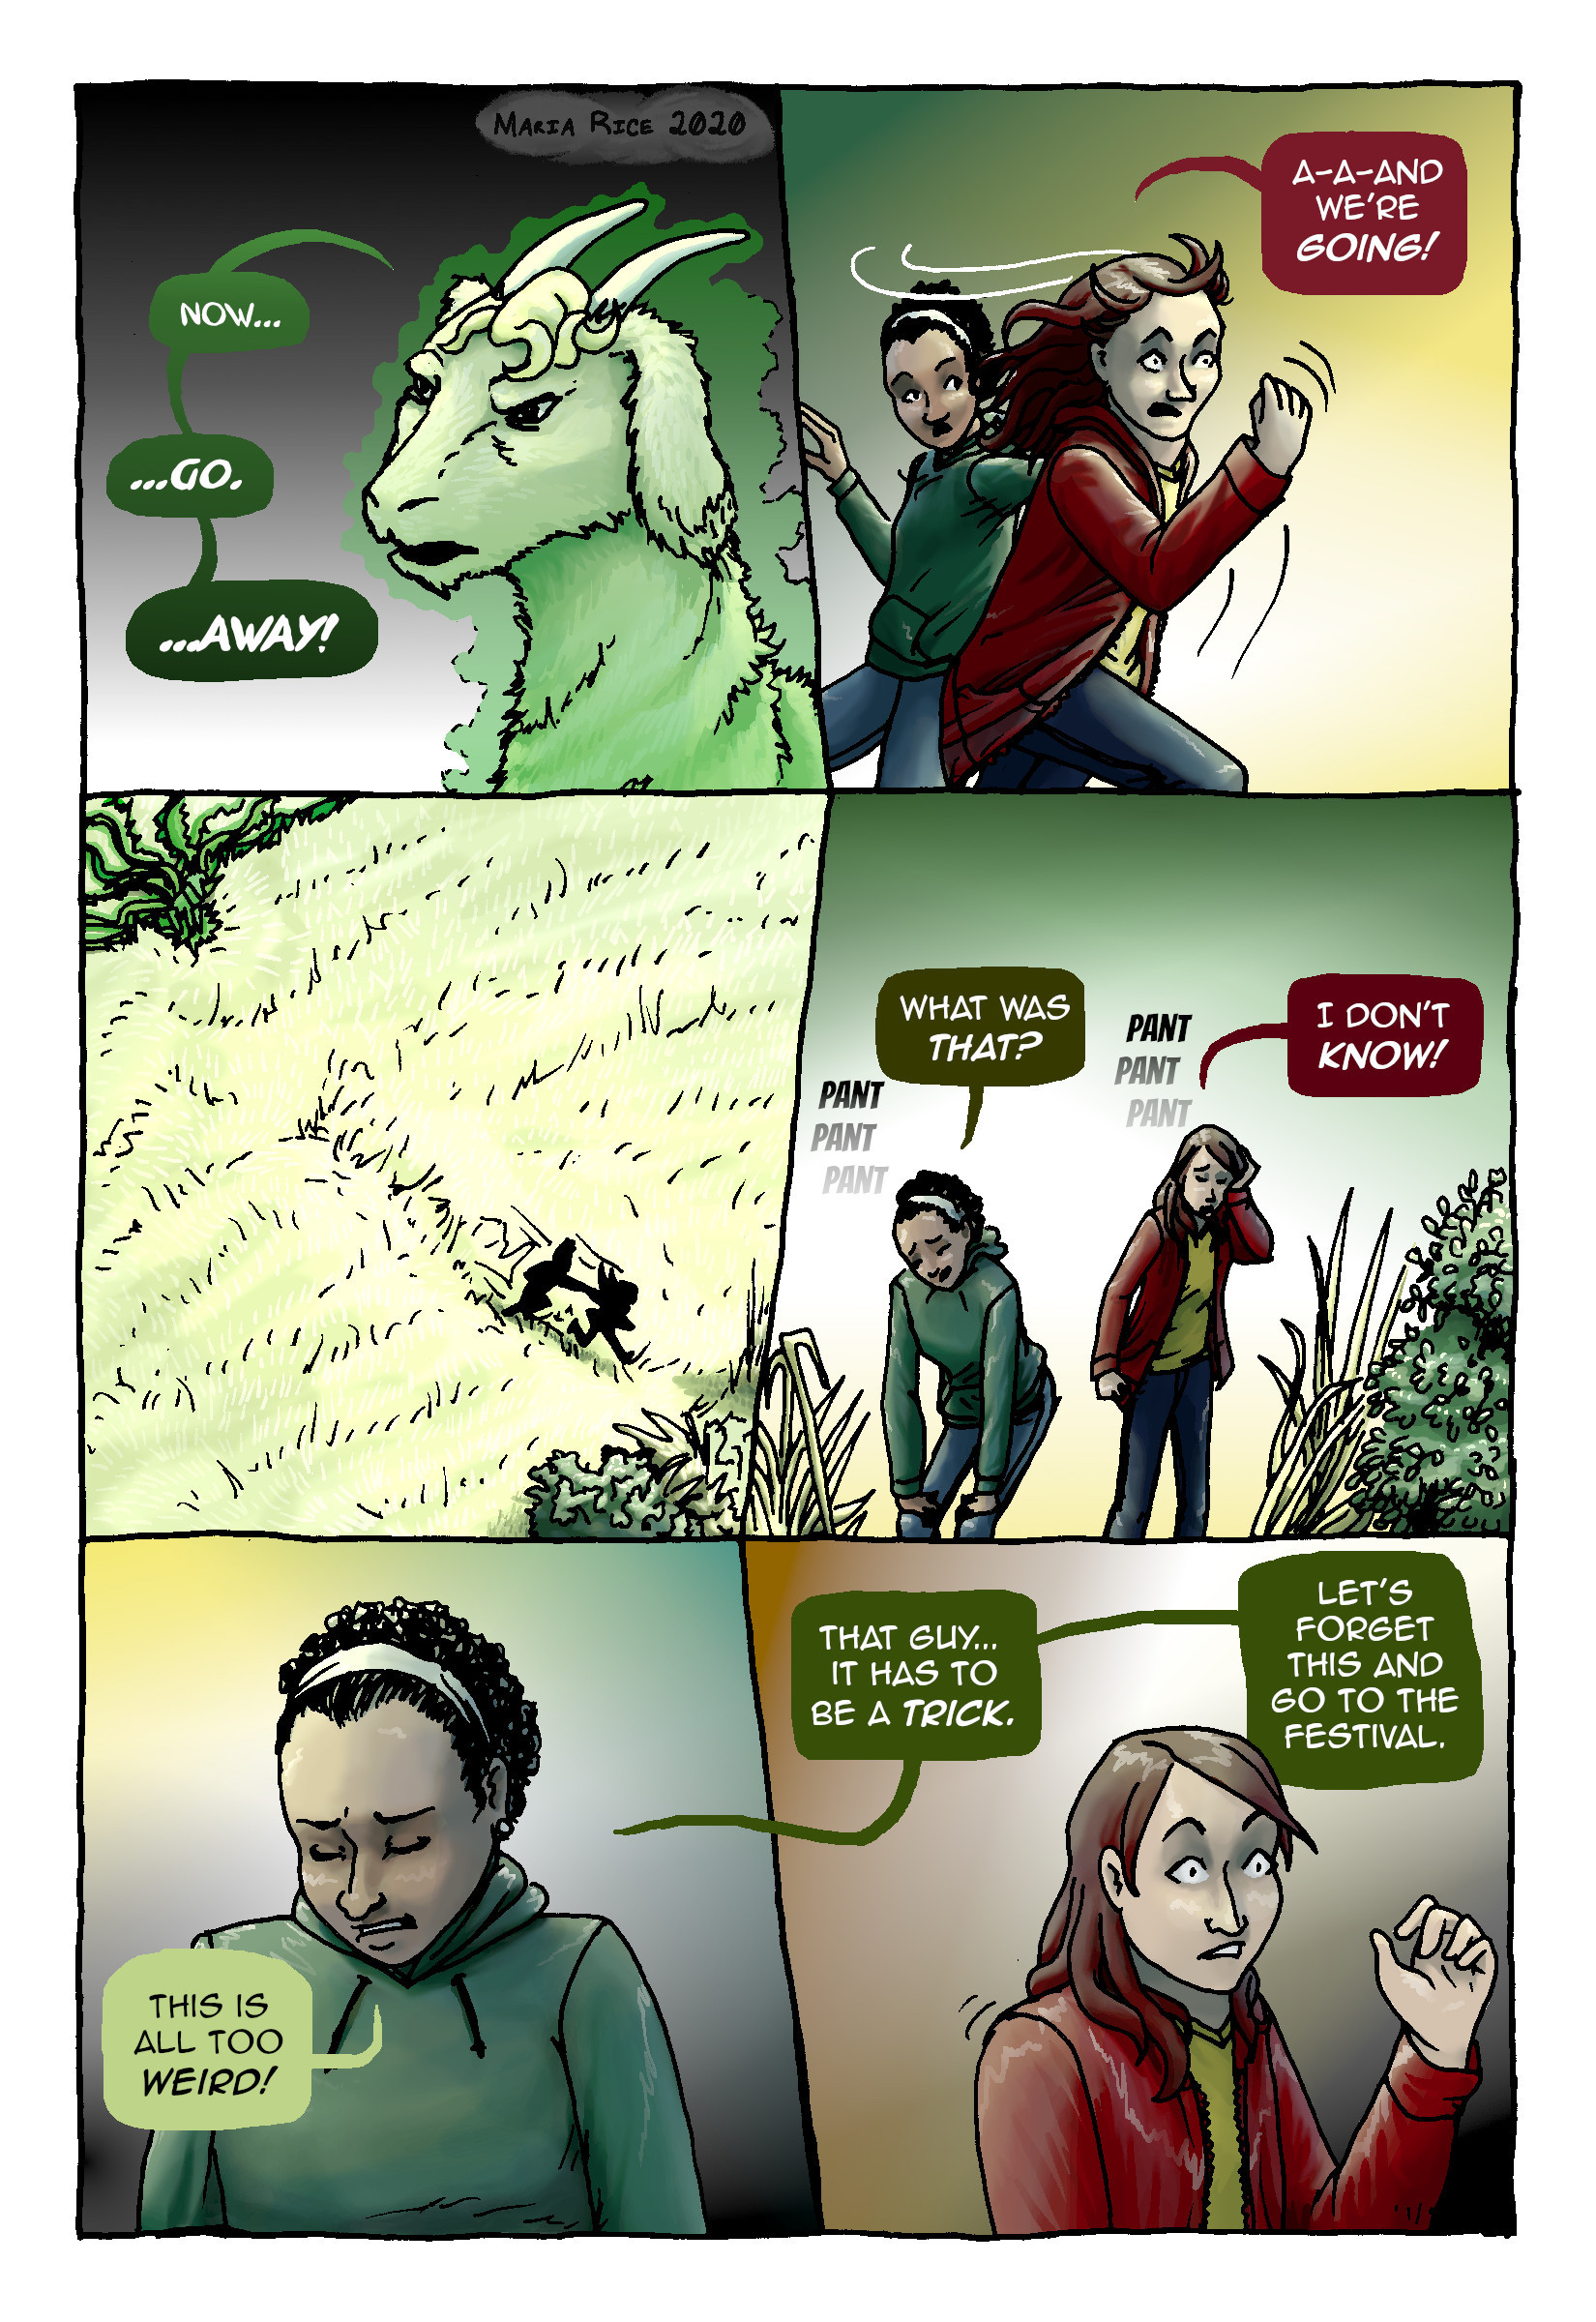 MARIA RICE 2020
NOW...
...GO.
...AWAY!
A-A-AND
WE'RE
GOING!
WHAT WAS
THAT?
PANT
PANT
PANT
I DON'T
KNOW!
PANT
PANT
PANT
THIS IS
ALL TOO
WEIRD!
THAT GUY...
IT HAS TO
BE A TRICK.
LET'S
FORGET
THIS AND
GO TO THE
FESTIVAL.